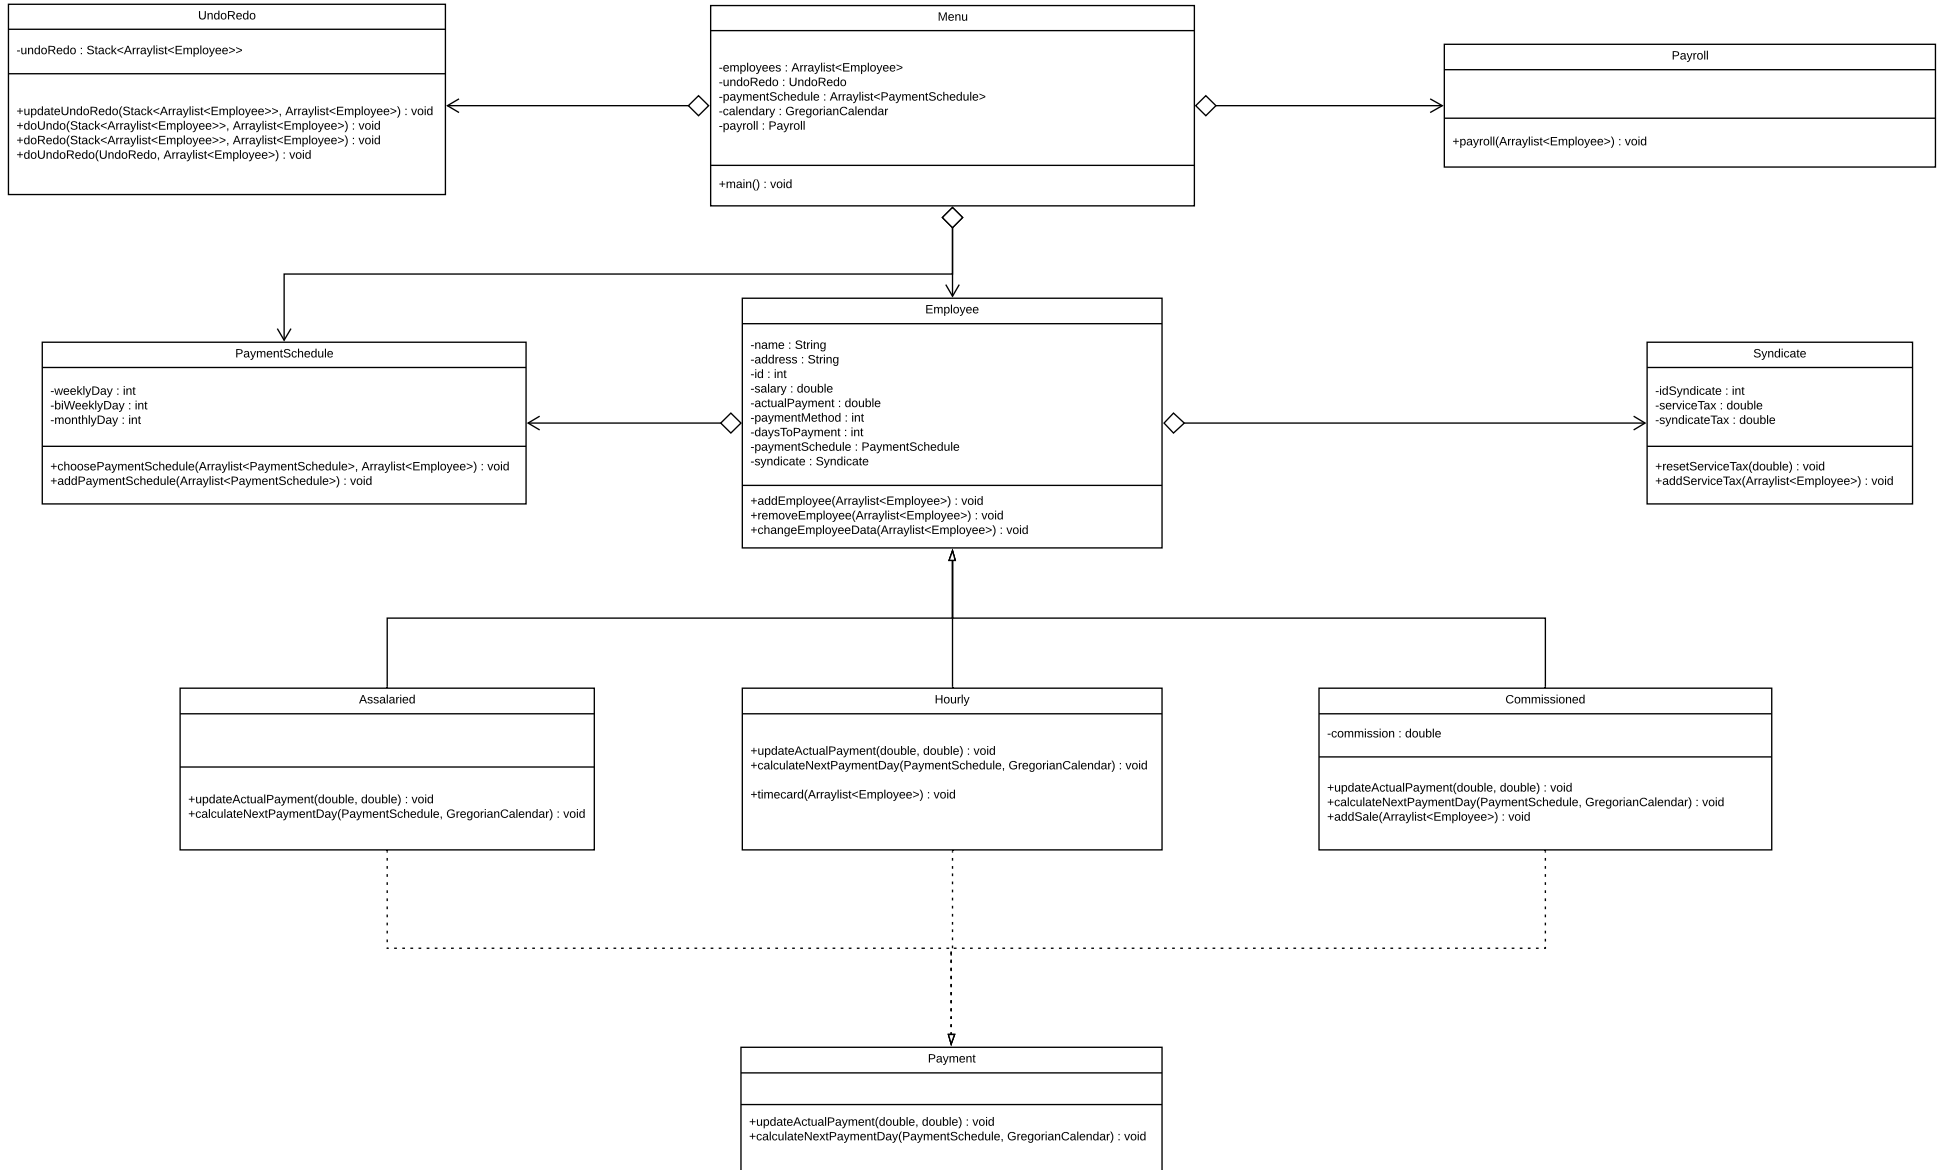 UndoRedo
-undoRedo : Stack<Arraylist<Employee>>
+updateUndoRedo(Stack<Arraylist<Employee>>, Arraylist<Employee>) : void
+doUndo(Stack<Arraylist<Employee>>, Arraylist<Employee>) : void
+doRedo(Stack<Arraylist<Employee>>, Arraylist<Employee>) : void
+doUndoRedo(UndoRedo, Arraylist<Employee>) : void
Menu
-employees : Arraylist<Employee>
-undoRedo : UndoRedo
-paymentSchedule : Arraylist<PaymentSchedule>
-calendary : GregorianCalendar
-payroll : Payroll
+main() : void
Payroll
+payroll(Arraylist<Employee>) : void
PaymentSchedule
-weeklyDay : int
-biWeeklyDay : int
-monthlyDay : int
+choosePaymentSchedule(Arraylist<PaymentSchedule>, Arraylist<Employee>) : void
+addPaymentSchedule(Arraylist<PaymentSchedule>) : void
Employee
-name : String
-address : String
-id : int
-salary : double
-actualPayment : double
-paymentMethod : int
-daysToPayment : int
-paymentSchedule : PaymentSchedule
-syndicate : Syndicate
+addEmployee(Arraylist<Employee>) : void
+removeEmployee(Arraylist<Employee>) : void
+changeEmployeeData(Arraylist<Employee>) : void
Syndicate
-idSyndicate : int
-serviceTax : double
-syndicateTax : double
+resetServiceTax(double) : void
+addServiceTax(Arraylist<Employee>) : void
Assalaried
+updateActualPayment(double, double) : void
+calculateNextPaymentDay(PaymentSchedule, GregorianCalendar) : void
Hourly
+updateActualPayment(double, double) : void
+calculateNextPaymentDay(PaymentSchedule, GregorianCalendar) : void
+timecard(Arraylist<Employee>) : void
Commissioned
-commission : double
+updateActualPayment(double, double) : void
+calculateNextPaymentDay(PaymentSchedule, GregorianCalendar) : void
+addSale(Arraylist<Employee>) : void
Payment
+updateActualPayment(double, double) : void
+calculateNextPaymentDay(PaymentSchedule, GregorianCalendar) : void